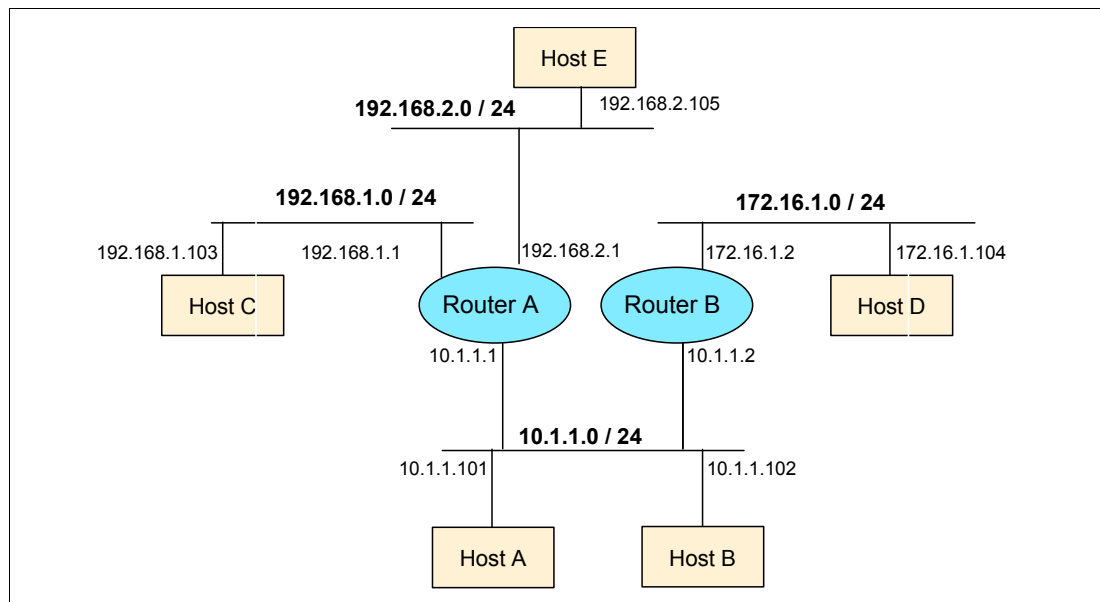 Host E
192.168.2.0 / 24
192.168.2.105
192.168.1.0 / 24
172.16.1.0 / 24
192.168.1.103
192.168.1.1
192.168.2.1
172.16.1.2
172.16.1.104
Host C
Router A
Router B
Host D
10.1.1.1
10.1.1.2
10.1.1.0 / 24
10.1.1.101
10.1.1.102
Host A
Host B